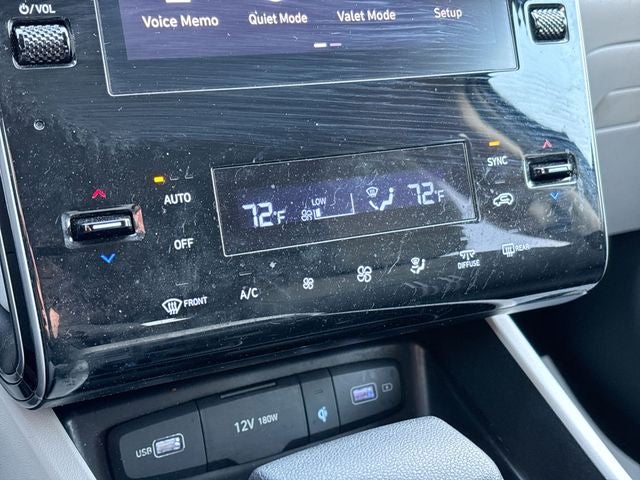 ⏻/VOL
Voice Memo Quiet Mode Valet Mode Setup
SYNC
AUTO
72°F LOW 72°F
OFF
FRONT A/C DIFFUSE REAR
USB 12V 180W